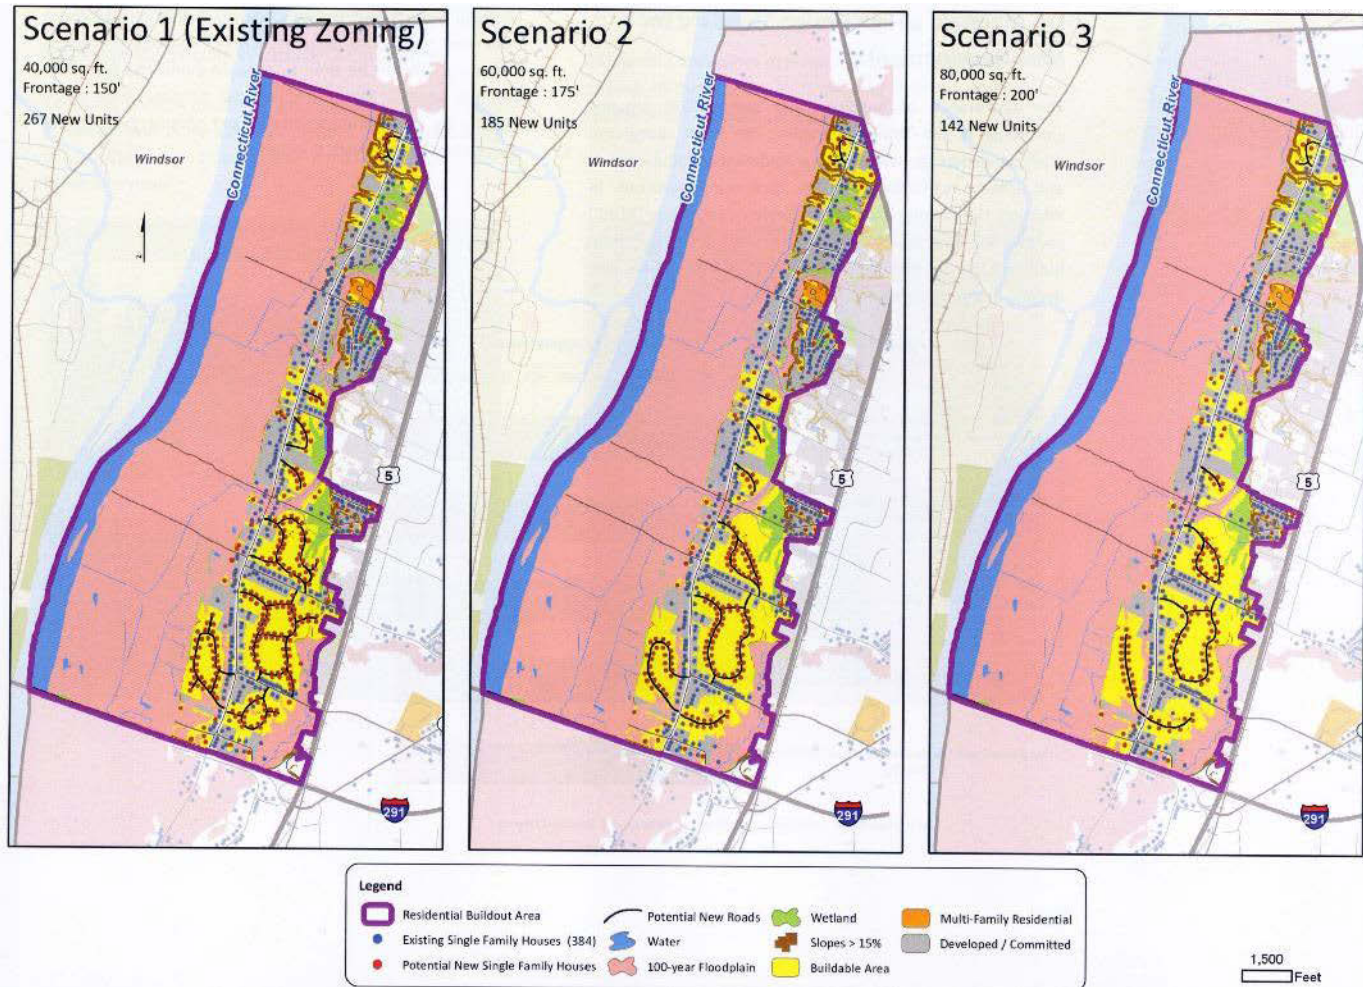 Scenario 1 (Existing Zoning)
40,000 sq. ft.
Frontage : 150'
267 New Units
Windsor
Connecticut River
5
291
Scenario 2
60,000 sq. ft.
Frontage : 175'
185 New Units
Windsor
Connecticut River
5
291
Scenario 3
80,000 sq. ft.
Frontage : 200'
142 New Units
Windsor
Connecticut River
5
291
Legend
Residential Buildout Area
Existing Single Family Houses (384)
Potential New Single Family Houses
Potential New Roads
Water
100-year Floodplain
Wetland
Slopes > 15%
Buildable Area
Multi-Family Residential
Developed / Committed
1,500
Feet